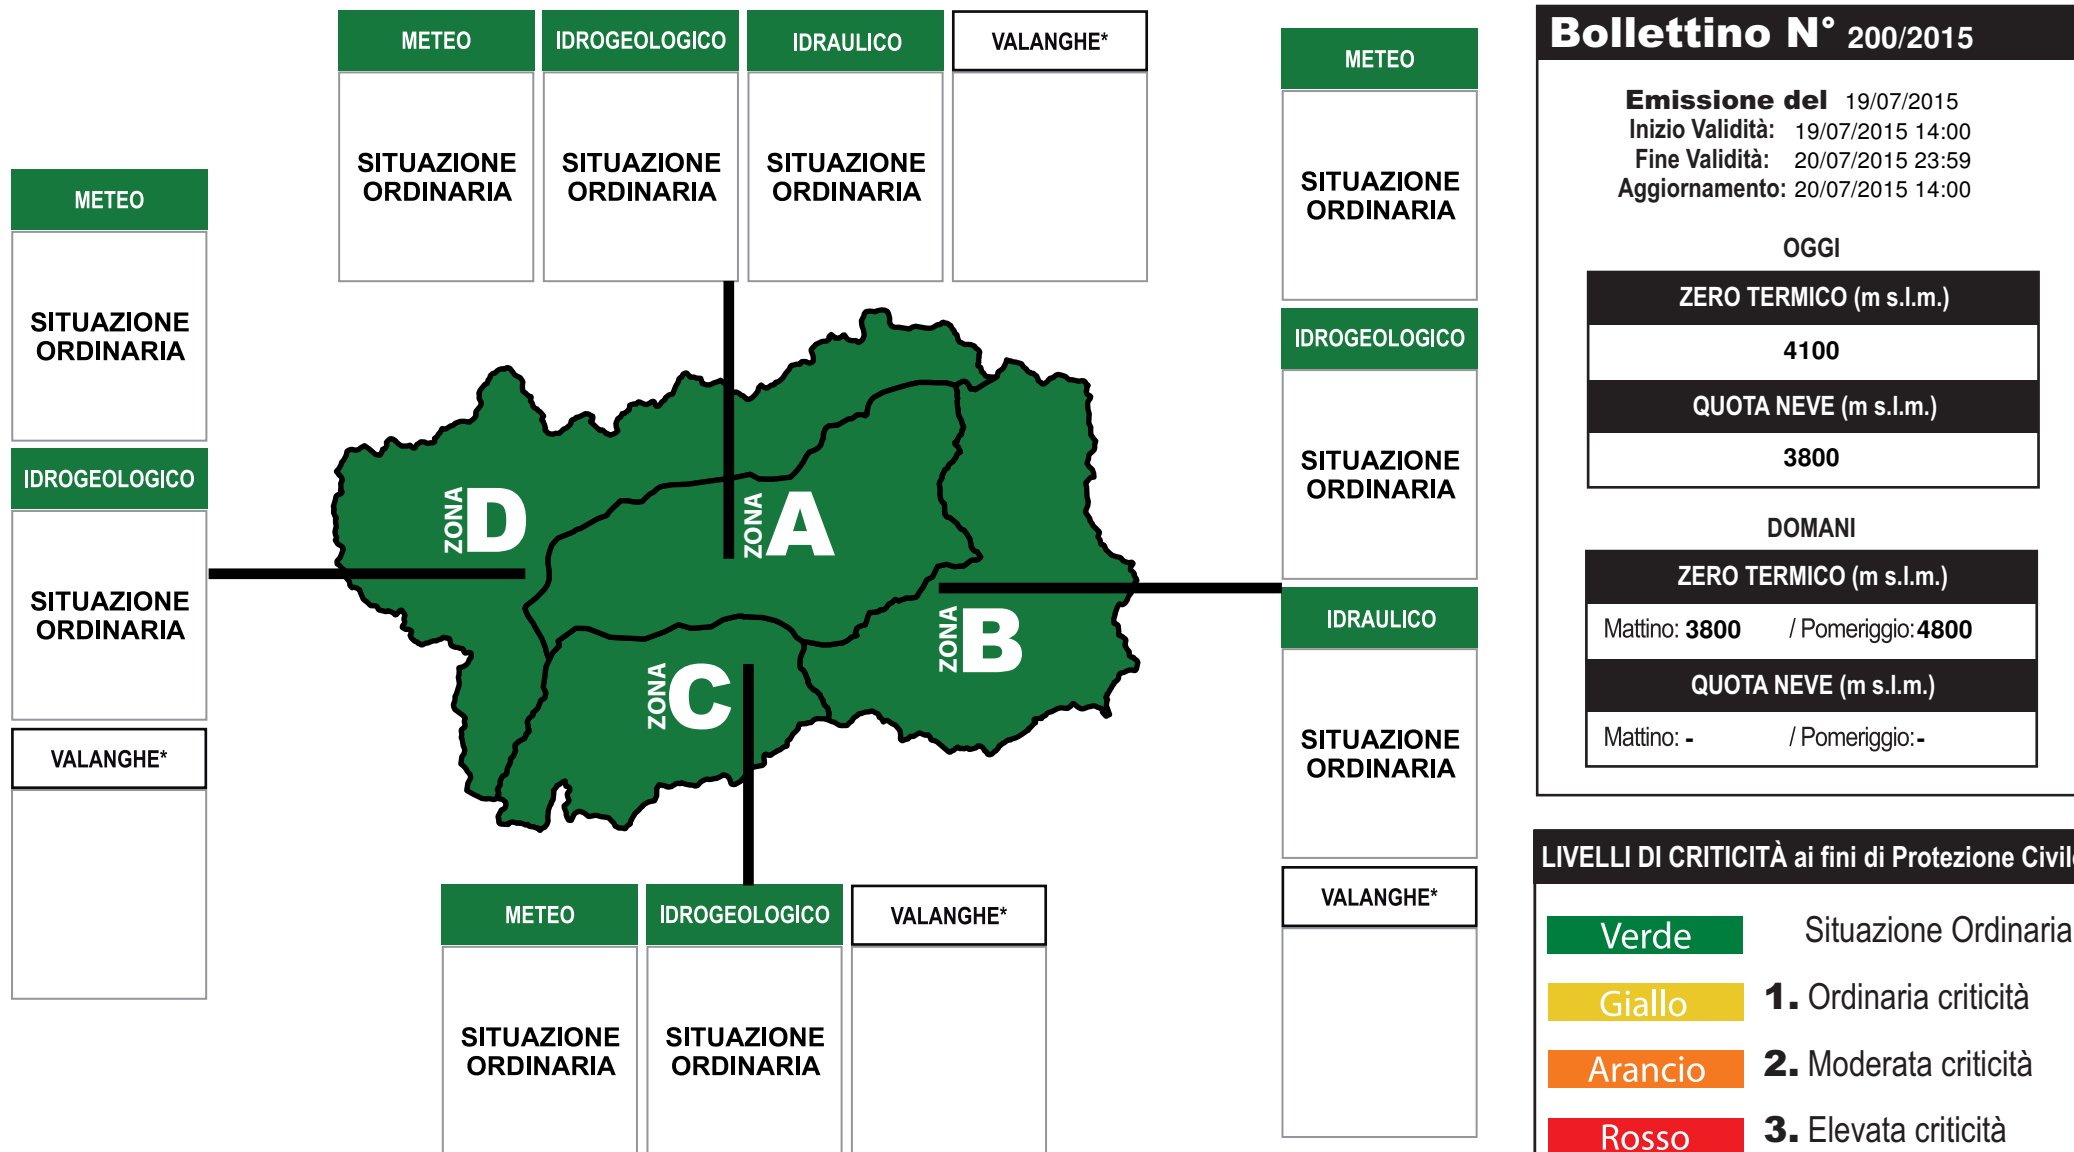 METEO
IDROGEOLOGICO
IDRAULICO
VALANGHE*
SITUAZIONE
ORDINARIA
SITUAZIONE
ORDINARIA
SITUAZIONE
ORDINARIA
METEO
SITUAZIONE
ORDINARIA
IDROGEOLOGICO
SITUAZIONE
ORDINARIA
VALANGHE*
METEO
SITUAZIONE
ORDINARIA
IDROGEOLOGICO
SITUAZIONE
ORDINARIA
IDRAULICO
SITUAZIONE
ORDINARIA
VALANGHE*
ZONA D
ZONA A
ZONA B
ZONA C
METEO
IDROGEOLOGICO
VALANGHE*
SITUAZIONE
ORDINARIA
SITUAZIONE
ORDINARIA
Bollettino N° 200/2015
Emissione del 19/07/2015
Inizio Validità: 19/07/2015 14:00
Fine Validità: 20/07/2015 23:59
Aggiornamento: 20/07/2015 14:00
OGGI
ZERO TERMICO (m s.l.m.)
4100
QUOTA NEVE (m s.l.m.)
3800
DOMANI
ZERO TERMICO (m s.l.m.)
Mattino: 3800 / Pomeriggio: 4800
QUOTA NEVE (m s.l.m.)
Mattino: - / Pomeriggio: -
LIVELLI DI CRITICITÀ ai fini di Protezione Civile
Verde Situazione Ordinaria
Giallo 1. Ordinaria criticità
Arancio 2. Moderata criticità
Rosso 3. Elevata criticità